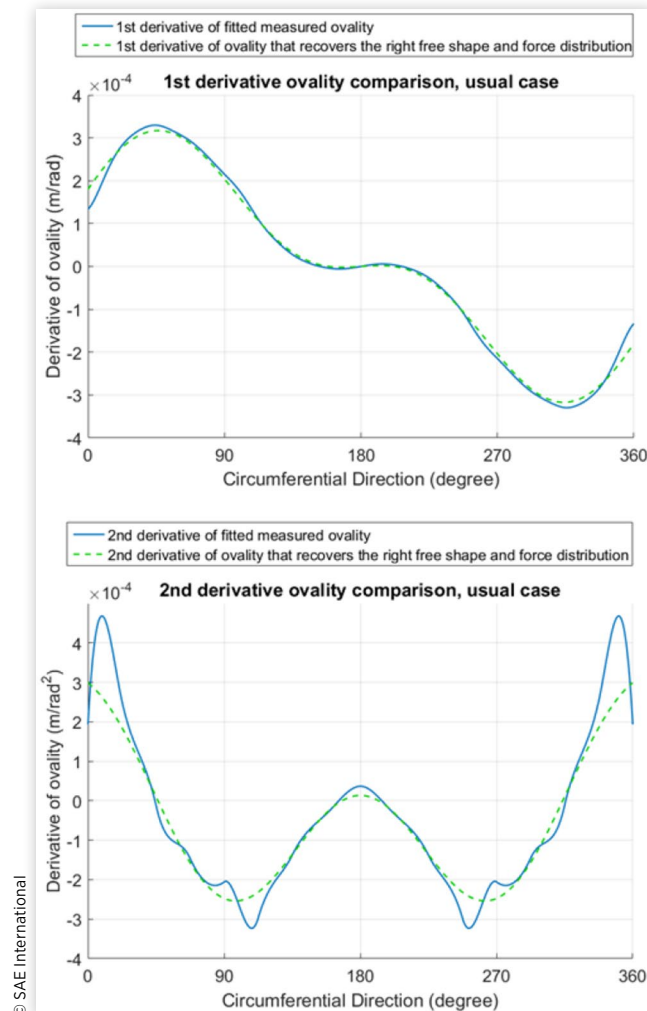 1st derivative of fitted measured ovality
1st derivative of ovality that recovers the right free shape and force distribution
×10⁻⁴
1st derivative ovality comparison, usual case
4
3
2
1
0
-1
-2
-3
-4
Derivative of ovality (m/rad)
0 90 180 270 360
Circumferential Direction (degree)
2nd derivative of fitted measured ovality
2nd derivative of ovality that recovers the right free shape and force distribution
×10⁻⁴
2nd derivative ovality comparison, usual case
4
3
2
1
0
-1
-2
-3
-4
Derivative of ovality (m/rad²)
0 90 180 270 360
Circumferential Direction (degree)
© SAE International